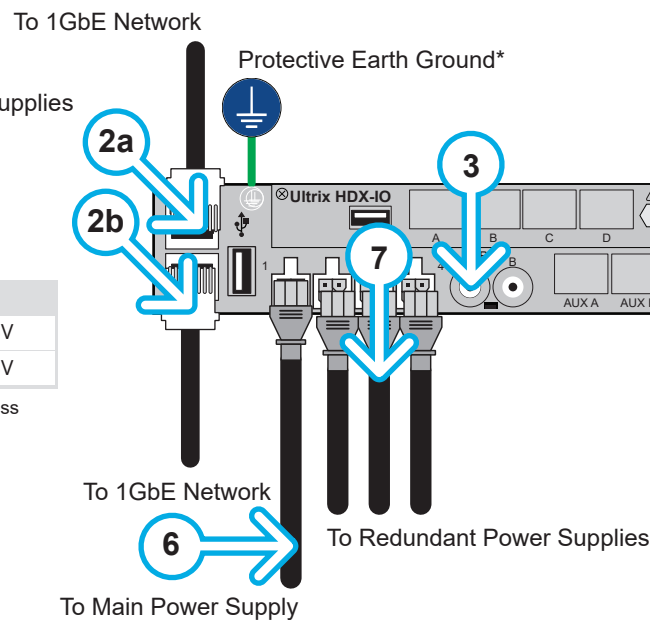 To 1GbE Network
Protective Earth Ground*
upplies
2a
3
Ultrix HDX-IO
2b
A B C D
7
1
4
B
AUX A AUX
V
V
ss
To 1GbE Network
6
To Redundant Power Supplies
To Main Power Supply